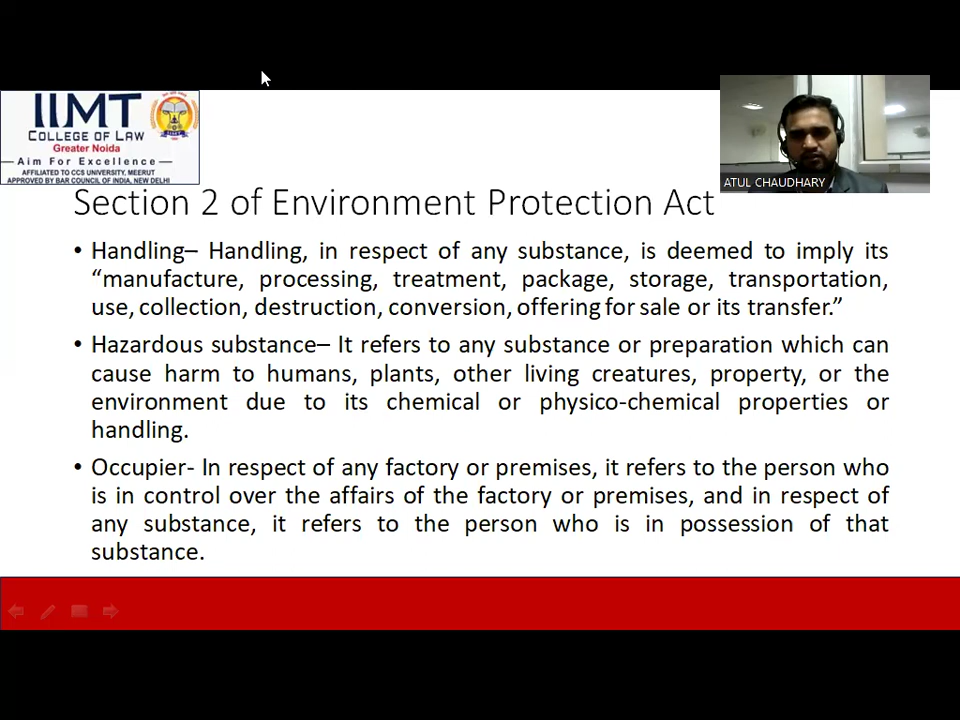 IIMT
COLLEGE OF LAW
Greater Noida
Aim For Excellence
AFFILIATED TO CCS UNIVERSITY, MEERUT
APPROVED BY BAR COUNCIL OF INDIA, NEW DELHI
ATUL CHAUDHARY
Section 2 of Environment Protection Act
• Handling– Handling, in respect of any substance, is deemed to imply its
“manufacture, processing, treatment, package, storage, transportation,
use, collection, destruction, conversion, offering for sale or its transfer.”
• Hazardous substance– It refers to any substance or preparation which can
cause harm to humans, plants, other living creatures, property, or the
environment due to its chemical or physico-chemical properties or
handling.
• Occupier- In respect of any factory or premises, it refers to the person who
is in control over the affairs of the factory or premises, and in respect of
any substance, it refers to the person who is in possession of that
substance.